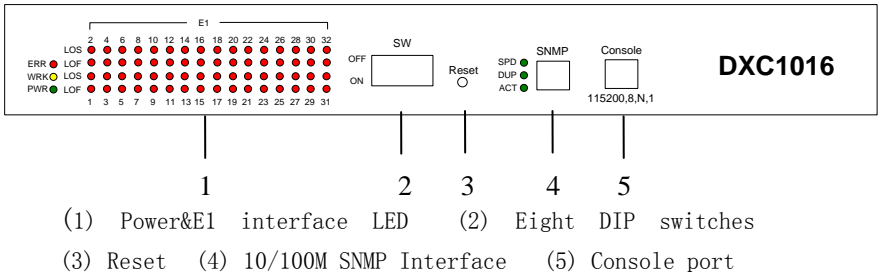 E1
2 4 6 8 10 12 14 16 18 20 22 24 26 28 30 32
LOS
ERR LOF
WRK LOS
PWR LOF
1 3 5 7 9 11 13 15 17 19 21 23 25 27 29 31
SW
OFF
ON
Reset
SNMP
SPD
DUP
ACT
Console
115200,8,N,1
DXC1016
1 2 3 4 5
(1) Power&E1 interface LED (2) Eight DIP switches
(3) Reset (4) 10/100M SNMP Interface (5) Console port